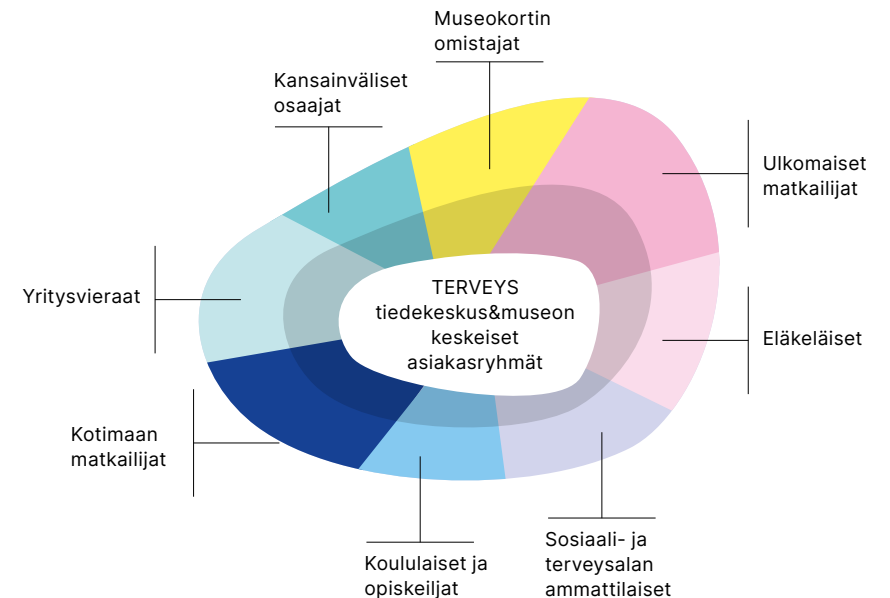 Museokortin
omistajat
Kansainväliset
osaajat
Ulkomaiset
matkailijat
Yritysvieraat
TERVEYS
tiedekeskus&museon
keskeiset
asiakasryhmät
Eläkeläiset
Kotimaan
matkailijat
Koululaiset ja
opiskeiljat
Sosiaali- ja
terveysalan
ammattilaiset